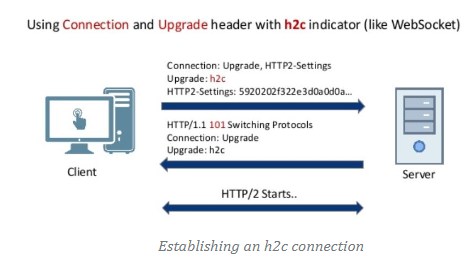 Using Connection and Upgrade header with h2c indicator (like WebSocket)
Connection: Upgrade, HTTP2-Settings
Upgrade: h2c
HTTP2-Settings: 5920202f322e3d0a0d0a...
HTTP/1.1 101 Switching Protocols
Connection: Upgrade
Upgrade: h2c
Client
Server
HTTP/2 Starts..
Establishing an h2c connection